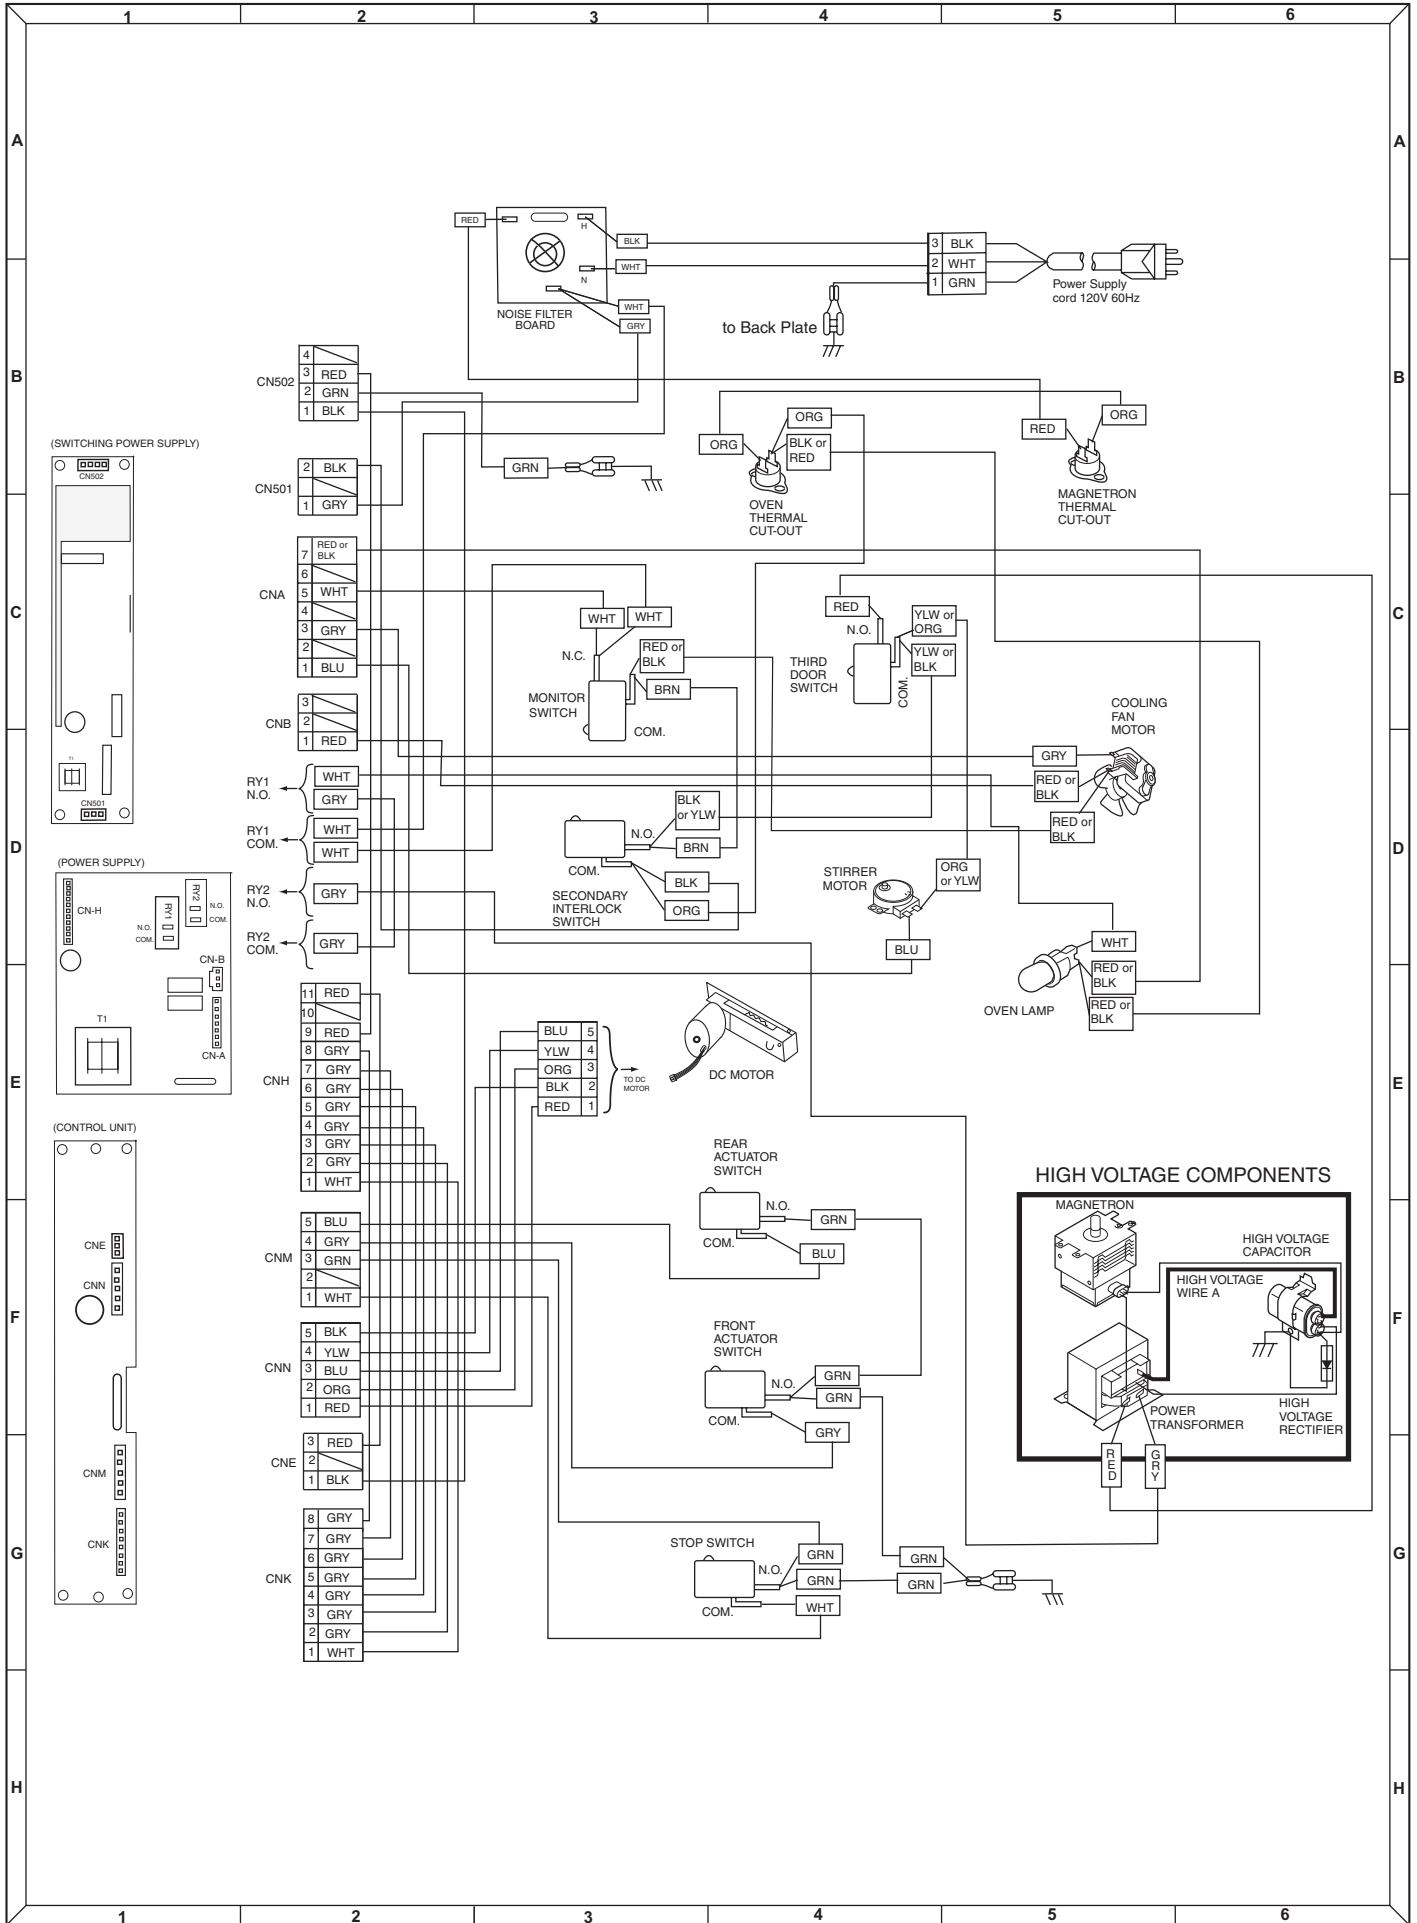 1 2 3 4 5 6
A A
RED
H
BLK
3 BLK
WHT
2 WHT
N
1 GRN
Power Supply
cord 120V 60Hz
WHT
GRY
NOISE FILTER
BOARD
to Back Plate
B B
CN502
4
3 RED
2 GRN
1 BLK
ORG
ORG
BLK or
RED
RED
ORG
(SWITCHING POWER SUPPLY)
CN502
CN501
2 BLK
1 GRY
GRN
OVEN
THERMAL
CUT-OUT
MAGNETRON
THERMAL
CUT-OUT
C C
CNA
7 RED or
BLK
6
5 WHT
4
3 GRY
2
1 BLU
WHT
WHT
N.C.
RED or
BLK
BRN
MONITOR
SWITCH
COM.
RED
N.O.
YLW or
ORG
YLW or
BLK
THIRD
DOOR
SWITCH
COM.
CNB
3
2
1 RED
COOLING
FAN
MOTOR
GRY
RED or
BLK
RED or
BLK
T1
CN501
D D
RY1
N.O.
WHT
GRY
RY1
COM.
WHT
WHT
RY2
N.O.
GRY
RY2
COM.
GRY
BLK
or YLW
N.O.
BRN
COM.
BLK
ORG
SECONDARY
INTERLOCK
SWITCH
STIRRER
MOTOR
ORG
or YLW
BLU
WHT
RED or
BLK
RED or
BLK
OVEN LAMP
(POWER SUPPLY)
CN-H
RY2
N.O.
COM.
RY1
N.O.
COM.
CN-B
T1
CN-A
E E
CNH
11 RED
10
9 RED
8 GRY
7 GRY
6 GRY
5 GRY
4 GRY
3 GRY
2 GRY
1 WHT
BLU 5
YLW 4
ORG 3
BLK 2
RED 1
TO DC
MOTOR
DC MOTOR
(CONTROL UNIT)
CNE
CNN
CNM
CNK
F F
CNM
5 BLU
4 GRY
3 GRN
2
1 WHT
REAR
ACTUATOR
SWITCH
N.O.
GRN
COM.
BLU
HIGH VOLTAGE COMPONENTS
MAGNETRON
HIGH VOLTAGE
CAPACITOR
HIGH VOLTAGE
WIRE A
POWER
TRANSFORMER
HIGH
VOLTAGE
RECTIFIER
RED
GRY
CNN
5 BLK
4 YLW
3 BLU
2 ORG
1 RED
FRONT
ACTUATOR
SWITCH
N.O.
GRN
GRN
COM.
GRY
G G
CNE
3 RED
2
1 BLK
CNK
8 GRY
7 GRY
6 GRY
5 GRY
4 GRY
3 GRY
2 GRY
1 WHT
STOP SWITCH
N.O.
GRN
GRN
COM.
WHT
GRN
GRN
H H
1 2 3 4 5 6